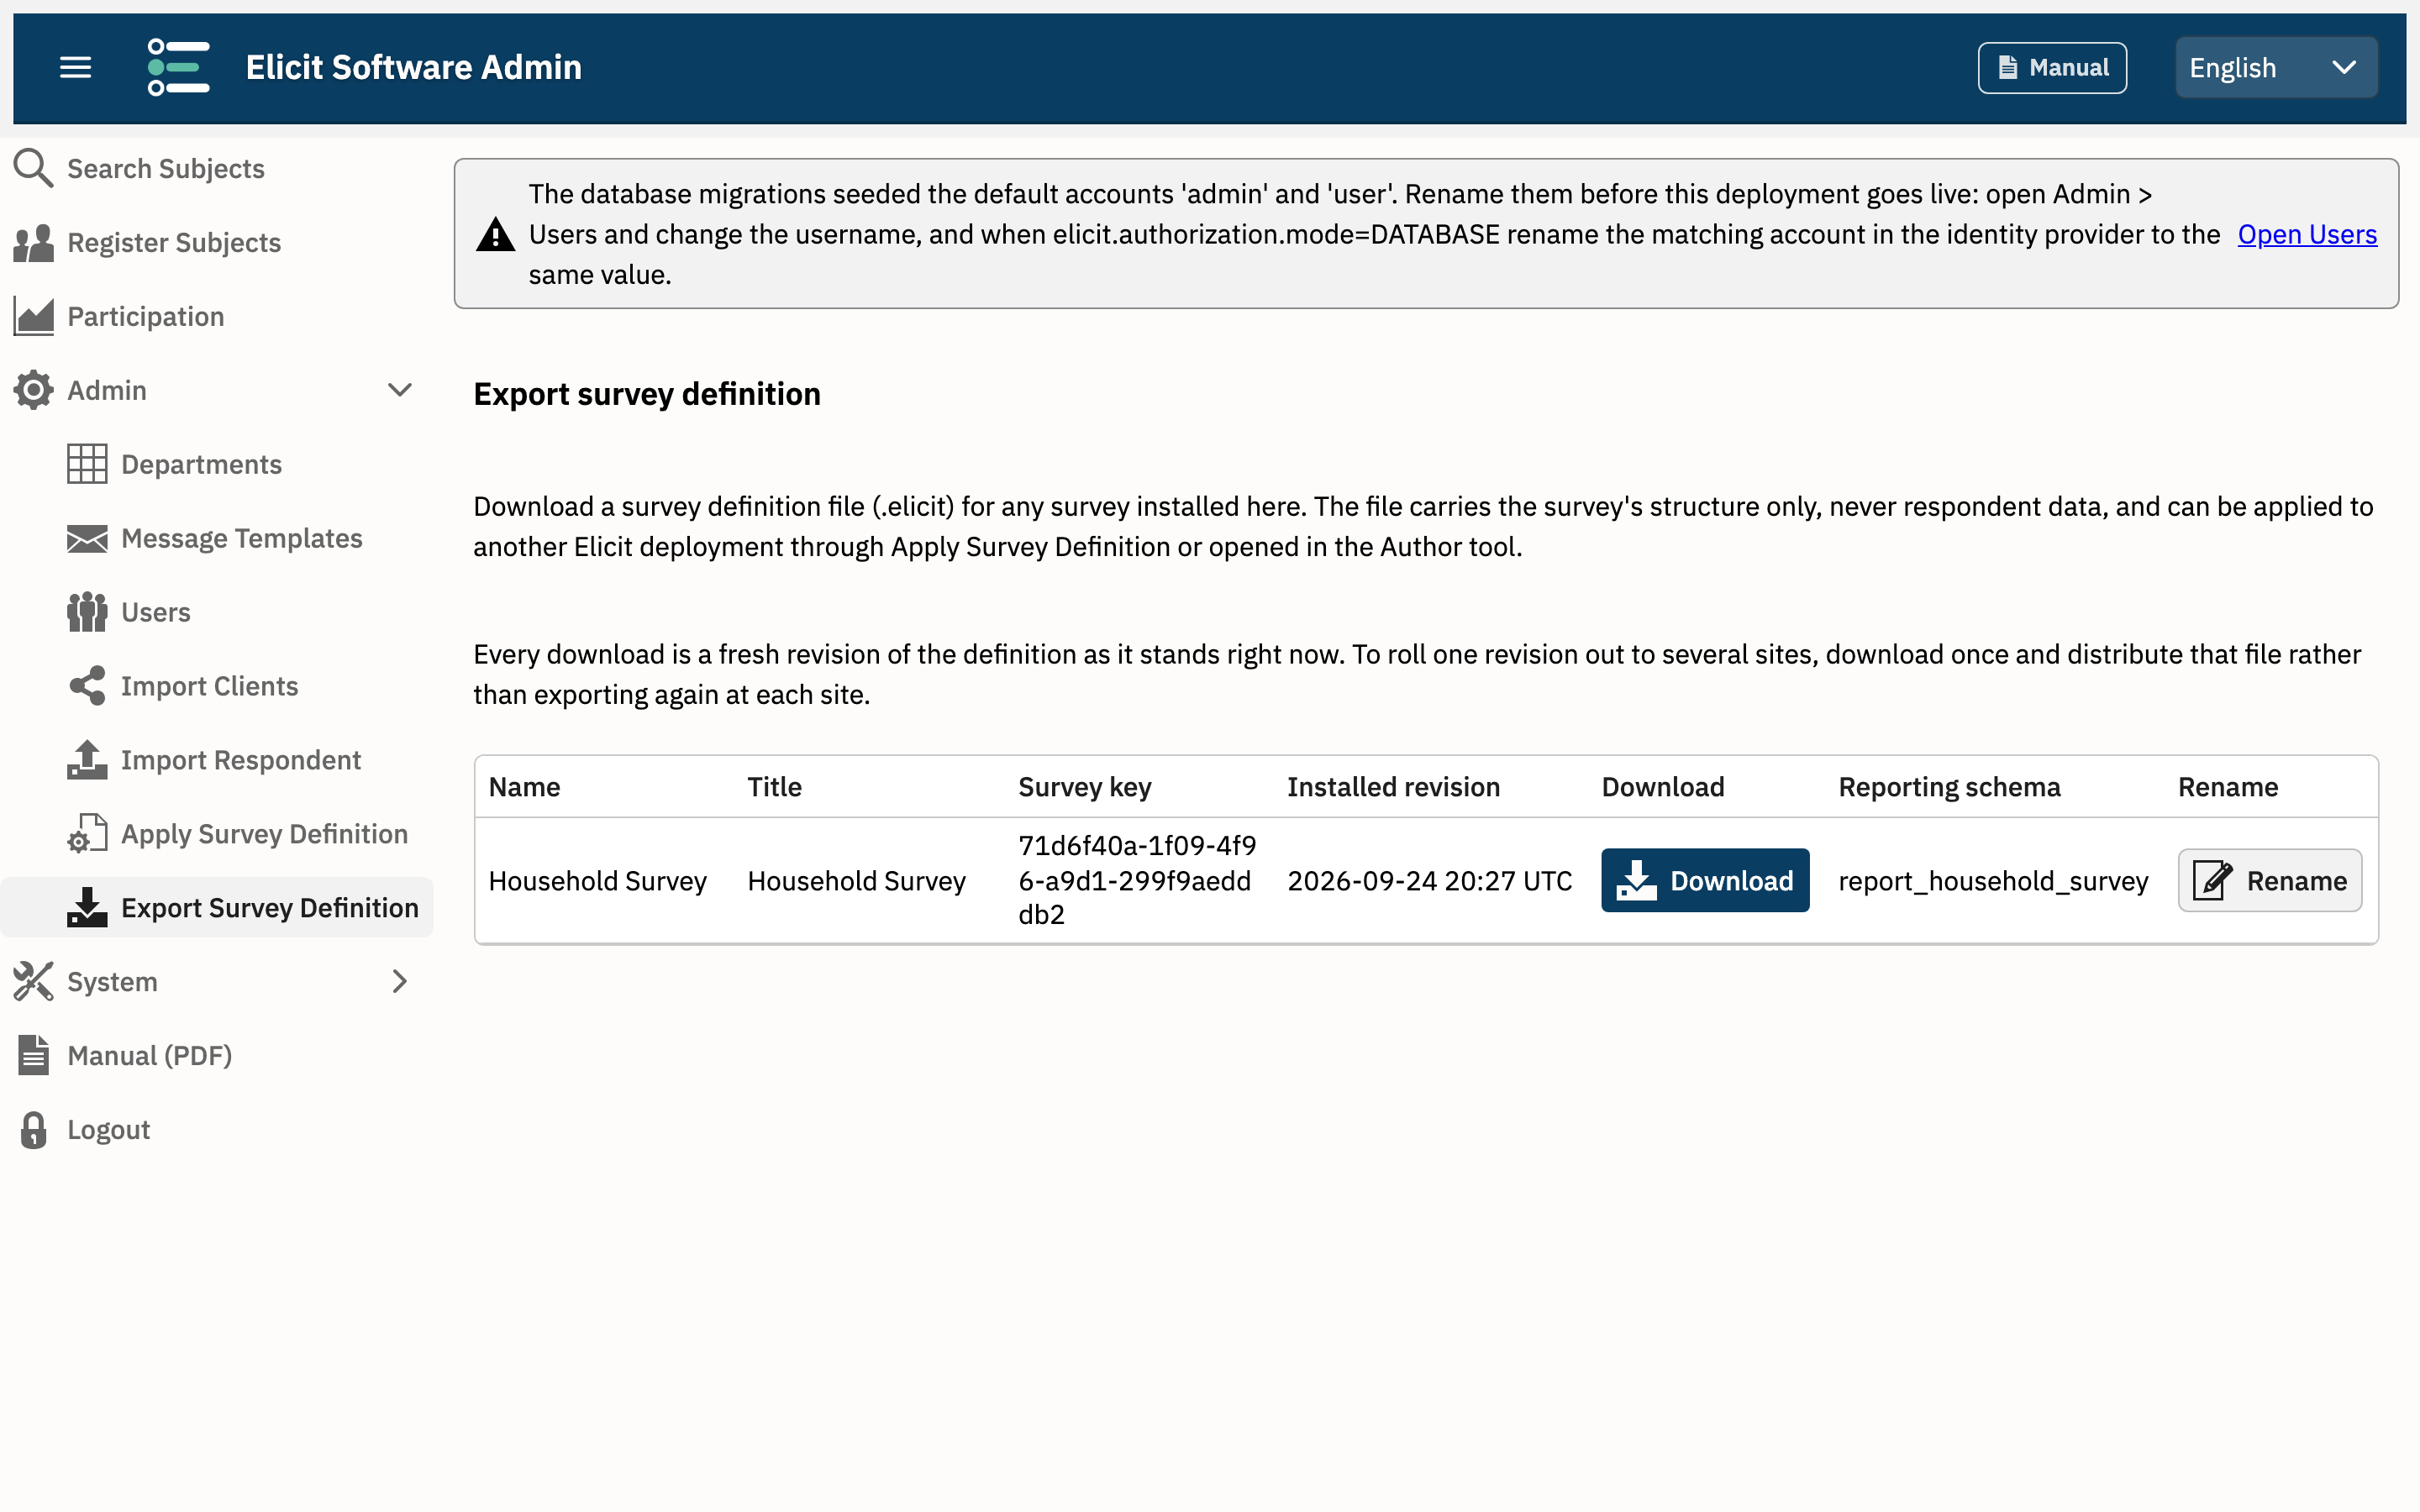 Elicit Software Admin
Manual
English
Search Subjects
Register Subjects
Participation
Admin
Departments
Message Templates
Users
Import Clients
Import Respondent
Apply Survey Definition
Export Survey Definition
System
Manual (PDF)
Logout
The database migrations seeded the default accounts 'admin' and 'user'. Rename them before this deployment goes live: open Admin >
Users and change the username, and when elicit.authorization.mode=DATABASE rename the matching account in the identity provider to the
same value.
Open Users
Export survey definition
Download a survey definition file (.elicit) for any survey installed here. The file carries the survey's structure only, never respondent data, and can be applied to
another Elicit deployment through Apply Survey Definition or opened in the Author tool.
Every download is a fresh revision of the definition as it stands right now. To roll one revision out to several sites, download once and distribute that file rather
than exporting again at each site.
Name Title Survey key Installed revision Download Reporting schema Rename
Household Survey Household Survey 71d6f40a-1f09-4f9
6-a9d1-299f9aedd
db2 2026-09-24 20:27 UTC Download report_household_survey Rename